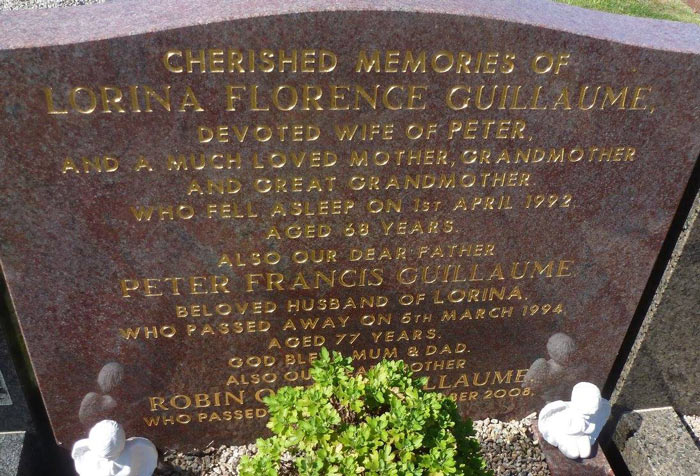 CHERISHED MEMORIES OF
LORINA FLORENCE GUILLAUME,
DEVOTED WIFE OF PETER,
AND A MUCH LOVED MOTHER, GRANDMOTHER
AND GREAT GRANDMOTHER
WHO FELL ASLEEP ON 1ST APRIL 1992
AGED 68 YEARS.
ALSO OUR DEAR FATHER
PETER FRANCIS GUILLAUME
BELOVED HUSBAND OF LORINA,
WHO PASSED AWAY ON 5TH MARCH 1994,
AGED 77 YEARS.
GOD BLESS MUM & DAD
ALSO OUR
ROBIN GUILLAUME,
WHO PASSED 2008,